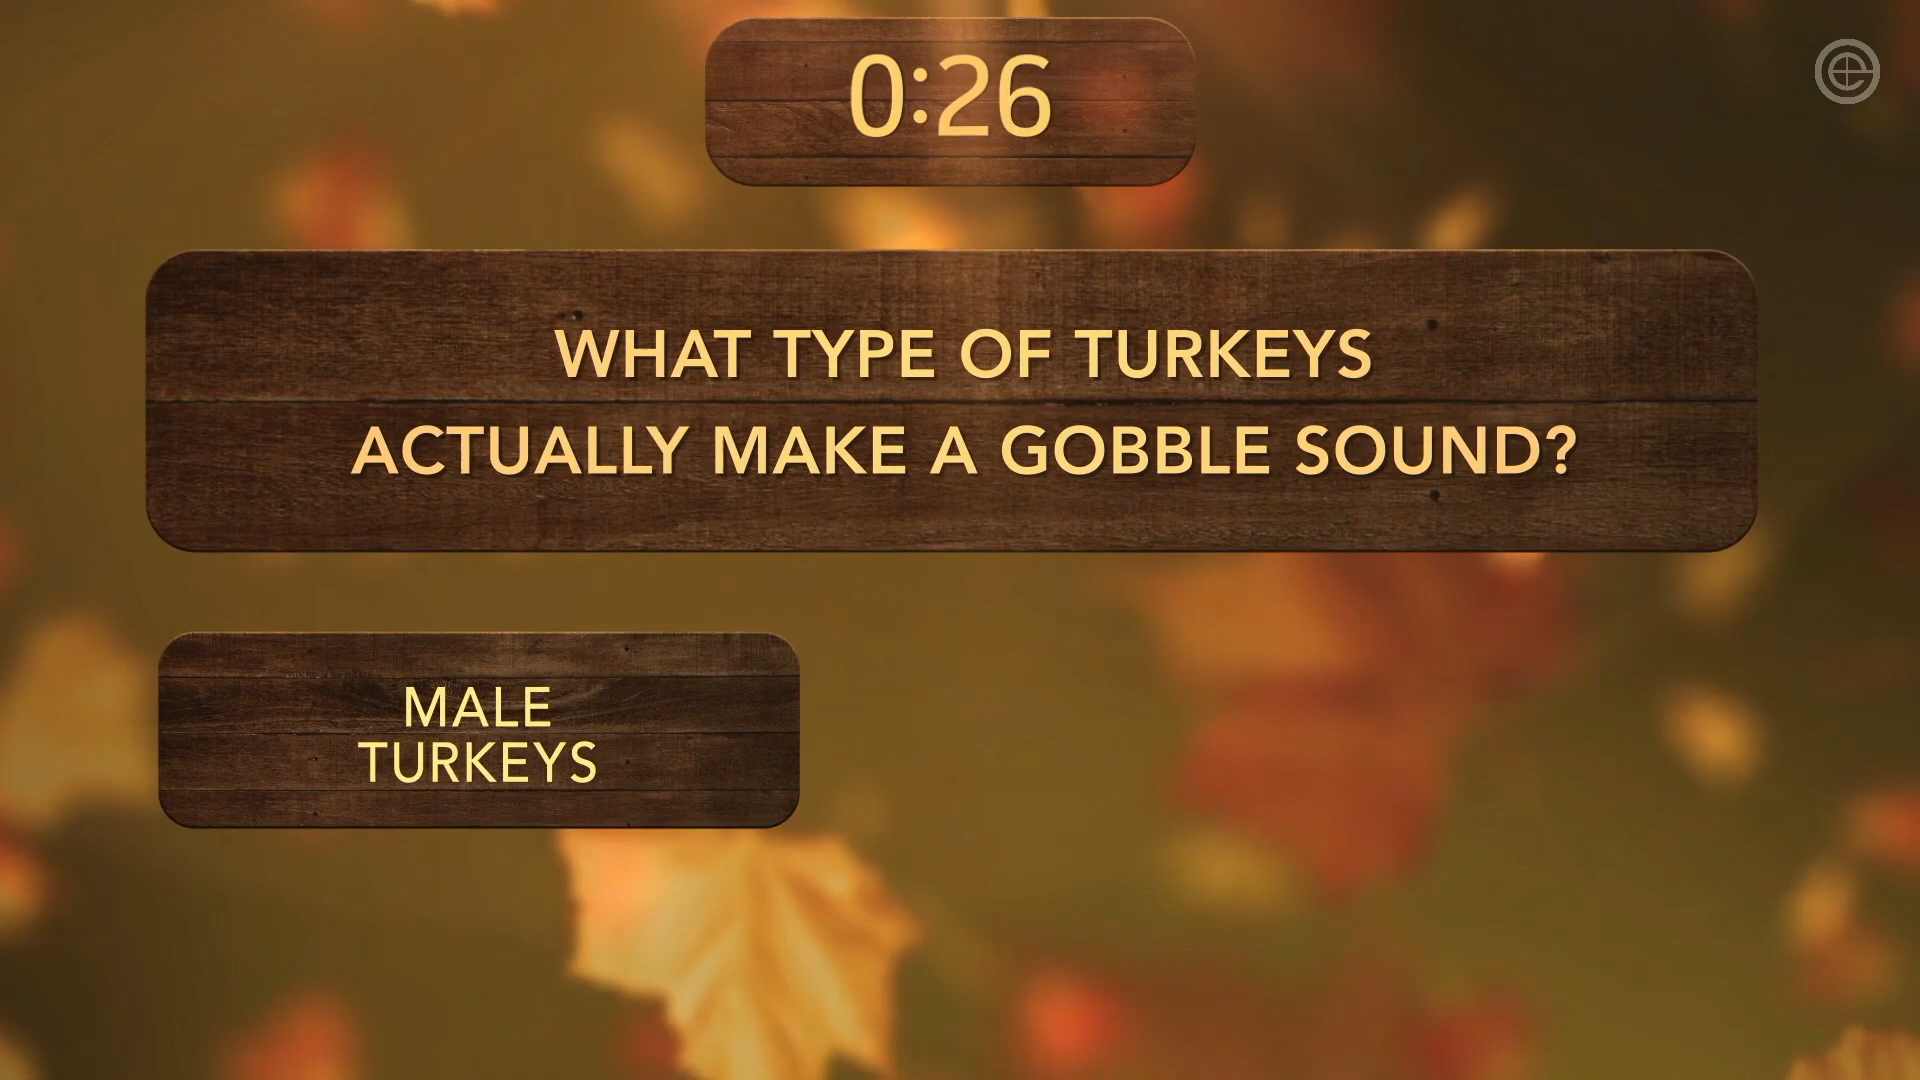 0:26
WHAT TYPE OF TURKEYS
ACTUALLY MAKE A GOBBLE SOUND?
MALE
TURKEYS